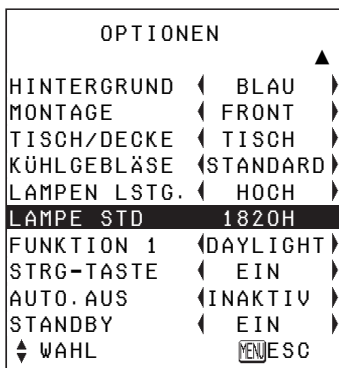 OPTIONEN
▲
HINTERGRUND ◀ BLAU ▶
MONTAGE ◀ FRONT ▶
TISCH/DECKE ◀ TISCH ▶
KÜHLGEBLÄSE ◀STANDARD▶
LAMPEN LSTG. ◀ HOCH ▶
LAMPE STD 1820H
FUNKTION 1 ◀DAYLIGHT▶
STRG-TASTE ◀ EIN ▶
AUTO.AUS ◀INAKTIV ▶
STANDBY ◀ EIN ▶
▲▼ WAHL MENU ESC